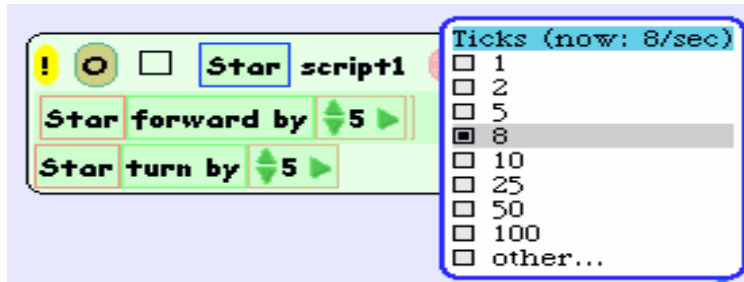 ! O Star script1
Star forward by 5
Star turn by 5
Ticks (now: 8/sec)
1
2
5
8
10
25
50
100
other...